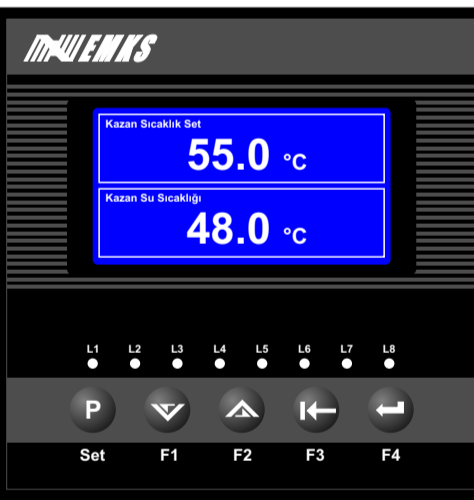 EMKS
Kazan Sıcaklık Set
55.0 °C
Kazan Su Sıcaklığı
48.0 °C
L1 L2 L3 L4 L5 L6 L7 L8
P
Set F1 F2 F3 F4